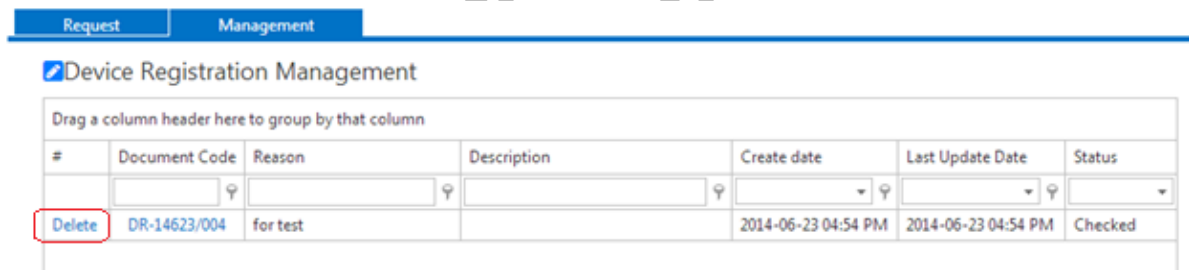 Request Management
Device Registration Management
Drag a column header here to group by that column
# Document Code Reason Description Create date Last Update Date Status
Delete DR-14623/004 for test 2014-06-23 04:54 PM 2014-06-23 04:54 PM Checked